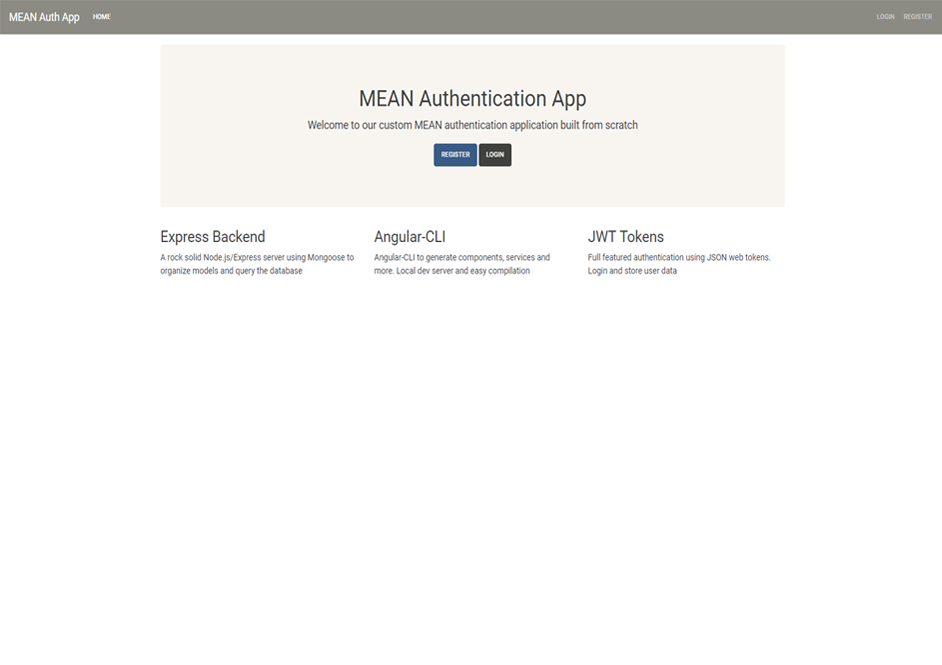 MEAN Auth App HOME LOGIN REGISTER
MEAN Authentication App
Welcome to our custom MEAN authentication application built from scratch
REGISTER LOGIN
Express Backend
A rock solid Node.js/Express server using Mongoose to
organize models and query the database
Angular-CLI
Angular-CLI to generate components, services and
more. Local dev server and easy compilation
JWT Tokens
Full featured authentication using JSON web tokens.
Login and store user data